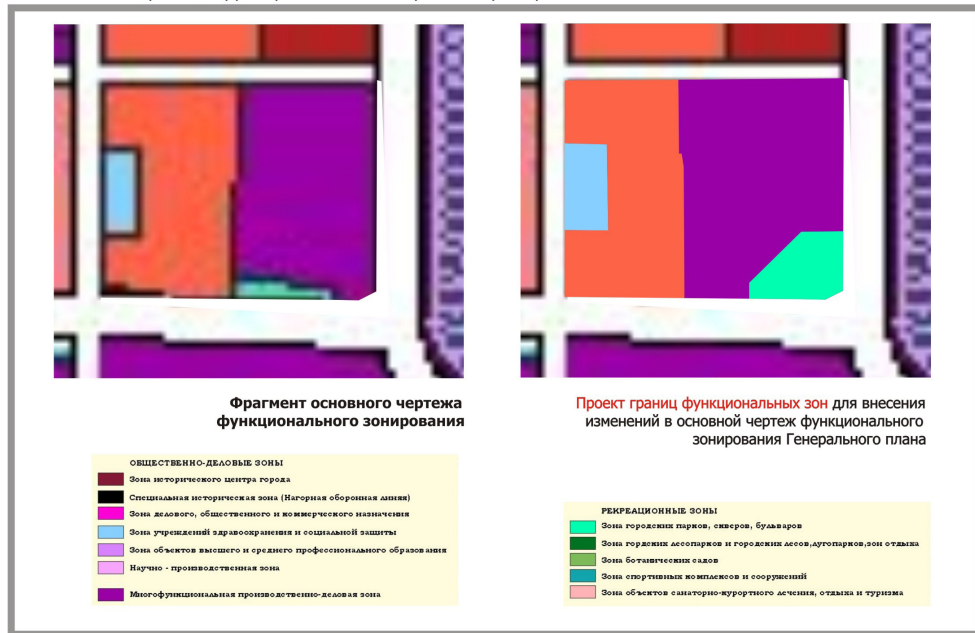 Фрагмент основного чертежа
функционального зонирования
Проект границ функциональных зон для внесения
изменений в основной чертеж функционального
зонирования Генерального плана
ОБЩЕСТВЕННО-ДЕЛОВЫЕ ЗОНЫ
Зона исторического центра города
Специальная историческая зона (Нагорная оборонная линия)
Зона делового, общественного и коммерческого назначения
Зона учреждений здравоохранения и социальной защиты
Зона объектов высшего и среднего профессионального образования
Научно - производственная зона
Многофункциональная производственно-деловая зона
РЕКРЕАЦИОННЫЕ ЗОНЫ
Зона городских парков, скверов, бульваров
Зона гордских лесопарков и городских лесов,лугопарков,зон отдыха
Зона ботанических садов
Зона спортивных комплексов и сооружений
Зона объектов санаторно-курортного лечения, отдыха и туризма